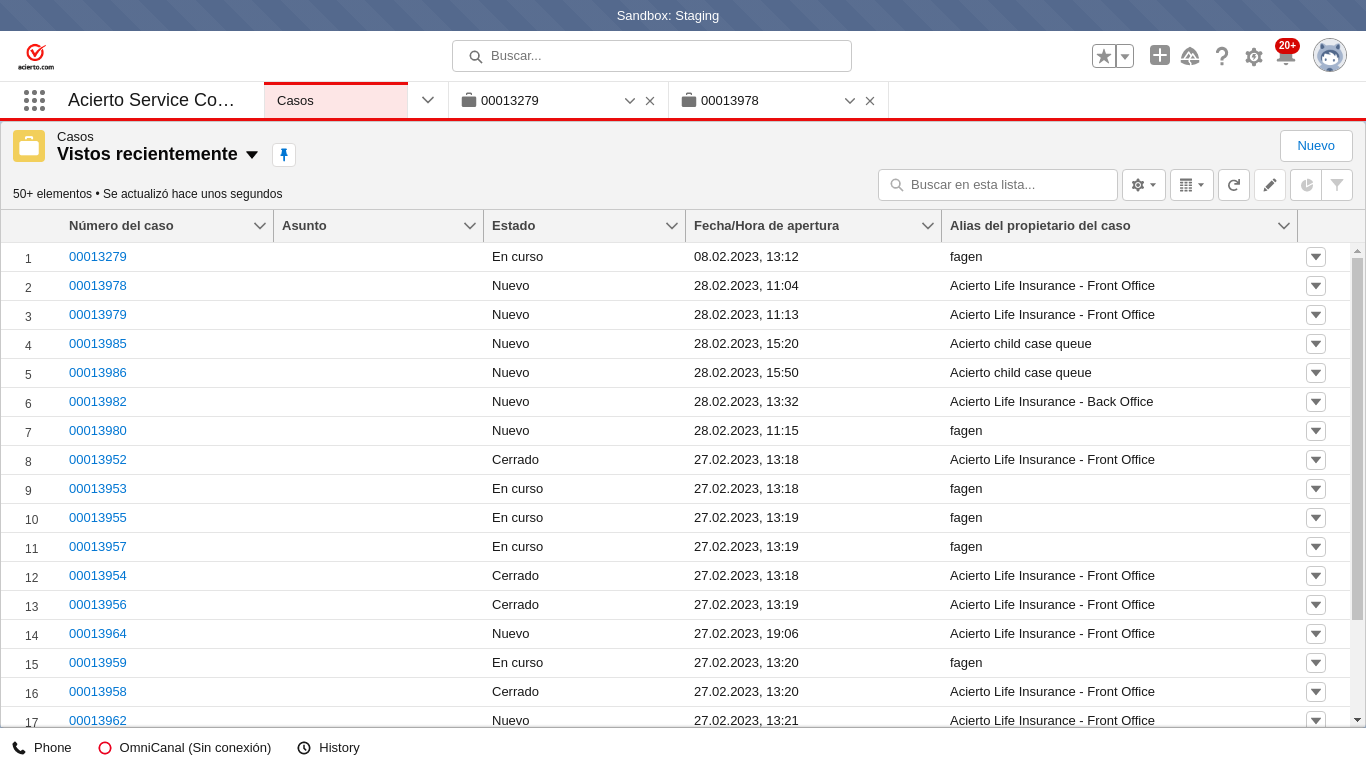 Sandbox: Staging
acierto.com
Buscar...
20+
Acierto Service Co…
Casos
00013279
00013978
Casos
Vistos recientemente
Nuevo
50+ elementos • Se actualizó hace unos segundos
Buscar en esta lista...
Número del caso Asunto Estado Fecha/Hora de apertura Alias del propietario del caso
1 00013279 En curso 08.02.2023, 13:12 fagen
2 00013978 Nuevo 28.02.2023, 11:04 Acierto Life Insurance - Front Office
3 00013979 Nuevo 28.02.2023, 11:13 Acierto Life Insurance - Front Office
4 00013985 Nuevo 28.02.2023, 15:20 Acierto child case queue
5 00013986 Nuevo 28.02.2023, 15:50 Acierto child case queue
6 00013982 Nuevo 28.02.2023, 13:32 Acierto Life Insurance - Back Office
7 00013980 Nuevo 28.02.2023, 11:15 fagen
8 00013952 Cerrado 27.02.2023, 13:18 Acierto Life Insurance - Front Office
9 00013953 En curso 27.02.2023, 13:18 fagen
10 00013955 En curso 27.02.2023, 13:19 fagen
11 00013957 En curso 27.02.2023, 13:19 fagen
12 00013954 Cerrado 27.02.2023, 13:18 Acierto Life Insurance - Front Office
13 00013956 Cerrado 27.02.2023, 13:19 Acierto Life Insurance - Front Office
14 00013964 Nuevo 27.02.2023, 19:06 Acierto Life Insurance - Front Office
15 00013959 En curso 27.02.2023, 13:20 fagen
16 00013958 Cerrado 27.02.2023, 13:20 Acierto Life Insurance - Front Office
17 00013962 Nuevo 27.02.2023, 13:21 Acierto Life Insurance - Front Office
Phone OmniCanal (Sin conexión) History